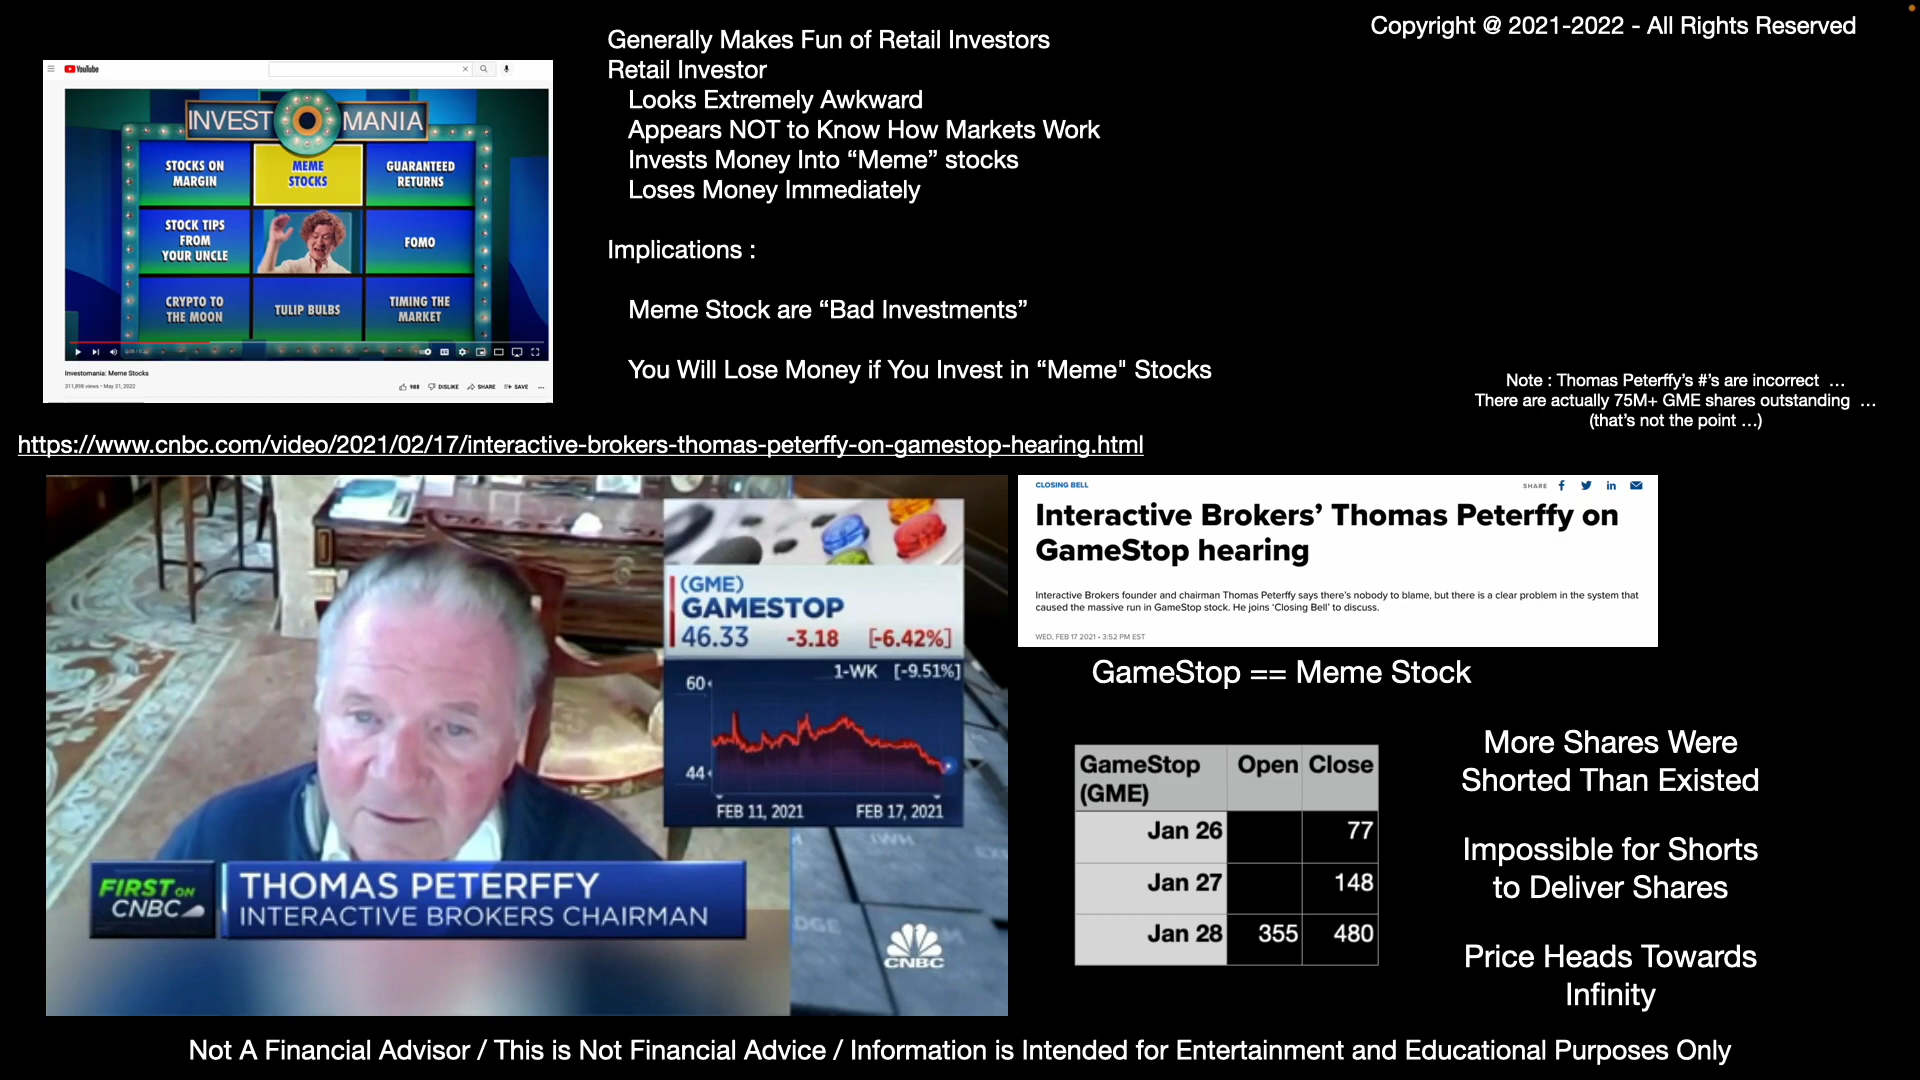 Copyright @ 2021-2022 - All Rights Reserved
Generally Makes Fun of Retail Investors
Retail Investor
Looks Extremely Awkward
Appears NOT to Know How Markets Work
Invests Money Into “Meme” stocks
Loses Money Immediately
Implications :
Meme Stock are “Bad Investments”
You Will Lose Money if You Invest in “Meme" Stocks
YouTube
INVEST MANIA
STOCKS ON
MARGIN
MEME
STOCKS
GUARANTEED
RETURNS
STOCK TIPS
FROM
YOUR UNCLE
FOMO
CRYPTO TO
THE MOON
TULIP BULBS
TIMING THE
MARKET
Investomania: Meme Stocks
311,898 views • May 31, 2022
988 DISLIKE SHARE SAVE ...
Note : Thomas Peterffy’s #’s are incorrect …
There are actually 75M+ GME shares outstanding …
(that’s not the point …)
https://www.cnbc.com/video/2021/02/17/interactive-brokers-thomas-peterffy-on-gamestop-hearing.html
(GME)
GAMESTOP
46.33 -3.18 [-6.42%]
1-WK [-9.51%]
60
44
FEB 11, 2021 FEB 17, 2021
FIRST ON
CNBC
THOMAS PETERFFY
INTERACTIVE BROKERS CHAIRMAN
CNBC
CLOSING BELL
SHARE
Interactive Brokers’ Thomas Peterffy on
GameStop hearing
Interactive Brokers founder and chairman Thomas Peterffy says there’s nobody to blame, but there is a clear problem in the system that
caused the massive run in GameStop stock. He joins ‘Closing Bell’ to discuss.
WED, FEB 17 2021 • 3:52 PM EST
GameStop == Meme Stock
GameStop
(GME) Open Close
Jan 26 77
Jan 27 148
Jan 28 355 480
More Shares Were
Shorted Than Existed
Impossible for Shorts
to Deliver Shares
Price Heads Towards
Infinity
Not A Financial Advisor / This is Not Financial Advice / Information is Intended for Entertainment and Educational Purposes Only